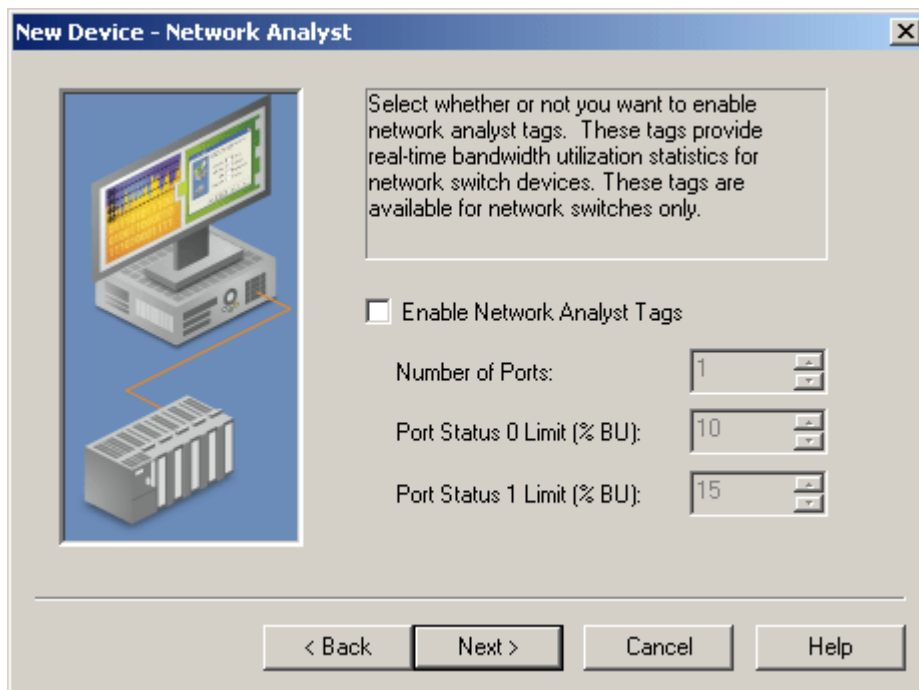 New Device - Network Analyst
Select whether or not you want to enable
network analyst tags.  These tags provide
real-time bandwidth utilization statistics for
network switch devices. These tags are
available for network switches only.
Enable Network Analyst Tags
Number of Ports:
1
Port Status 0 Limit (% BU):
10
Port Status 1 Limit (% BU):
15
< Back
Next >
Cancel
Help